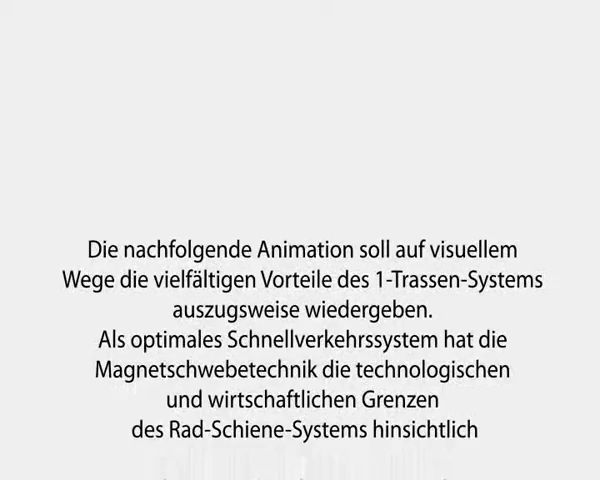 Die nachfolgende Animation soll auf visuellem
Wege die vielfältigen Vorteile des 1-Trassen-Systems
auszugsweise wiedergeben.
Als optimales Schnellverkehrssystem hat die
Magnetschwebetechnik die technologischen
und wirtschaftlichen Grenzen
des Rad-Schiene-Systems hinsichtlich